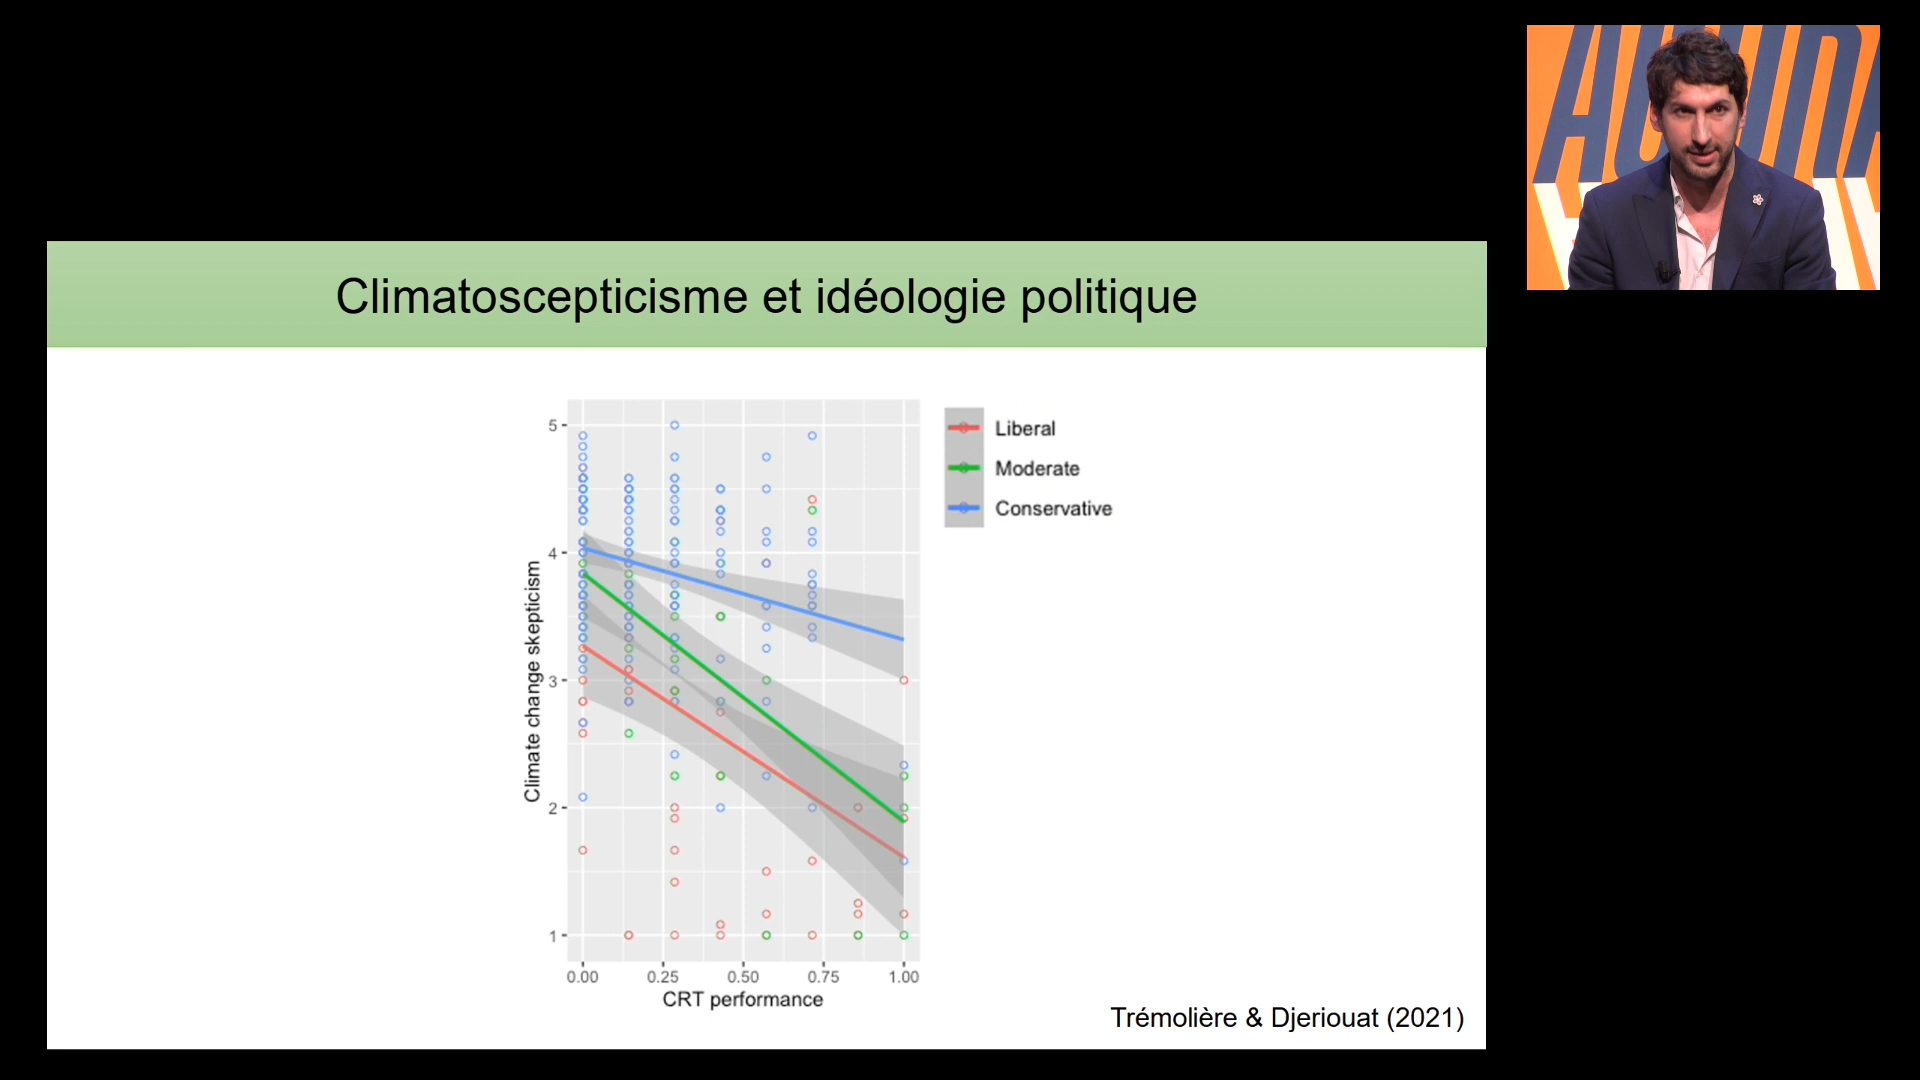 Climatoscepticisme et idéologie politique
Liberal
Moderate
Conservative
Climate change skepticism
5
4
3
2
1
0.00 0.25 0.50 0.75 1.00
CRT performance
Trémolière & Djeriouat (2021)